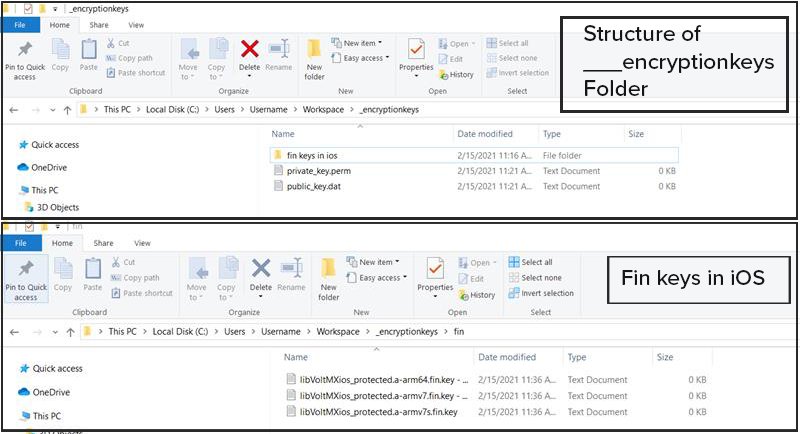 _encryptionkeys
File Home Share View
Pin to Quick access
Copy
Paste
Cut
Copy path
Paste shortcut
Clipboard
Move to
Copy to
Delete
Rename
Organize
New folder
New item
Easy access
New
Properties
Open
Edit
History
Open
Select all
Select none
Invert selection
Select
Structure of
___encryptionkeys
Folder
This PC > Local Disk (C:) > Users > Username > Workspace > _encryptionkeys
Quick access
OneDrive
This PC
3D Objects
Name Date modified Type Size
fin keys in ios 2/15/2021 11:16 A... File folder
private_key.perm 2/15/2021 11:21 A... Text Document 0 KB
public_key.dat 2/15/2021 11:21 A... Text Document 0 KB
fin
File Home Share View
Pin to Quick access
Copy
Paste
Cut
Copy path
Paste shortcut
Clipboard
Move to
Copy to
Delete
Rename
Organize
New folder
New item
Easy access
New
Properties
Open
Edit
History
Open
Select all
Select none
Invert selection
Select
Fin keys in iOS
This PC > Local Disk (C:) > Users > Username > Workspace > _encryptionkeys > fin
Quick access
OneDrive
This PC
Name Date modified Type Size
libVoltMXios_protected.a-arm64.fin.key - ... 2/15/2021 11:36 A... Text Document 0 KB
libVoltMXios_protected.a-armv7.fin.key - ... 2/15/2021 11:36 A... Text Document 0 KB
libVoltMXios_protected.a-armv7s.fin.key 2/15/2021 11:36 A... Text Document 0 KB